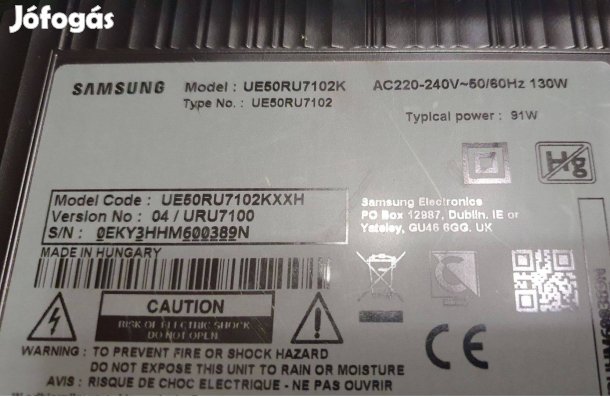 Jófogás
SAMSUNG
Model : UE50RU7102K
AC220-240V~50/60Hz 130W
Type No. : UE50RU7102
Typical power : 91W
Hg
Model Code : UE50RU7102KXXH
Version No : 04 / URU7100
S/N : 0EKY3HHM600389N
Samsung Electronics
PO Box 12987, Dublin. IE or
Yateley, GU46 6GG. UK
MADE IN HUNGARY
CAUTION
RISK OF ELECTRIC SHOCK
DO NOT OPEN
CE
WARNING : TO PREVENT FIRE OR SHOCK HAZARD
DO NOT EXPOSE THIS UNIT TO RAIN OR MOISTURE
AVIS : RISQUE DE CHOC ELECTRIQUE - NE PAS OUVRIR